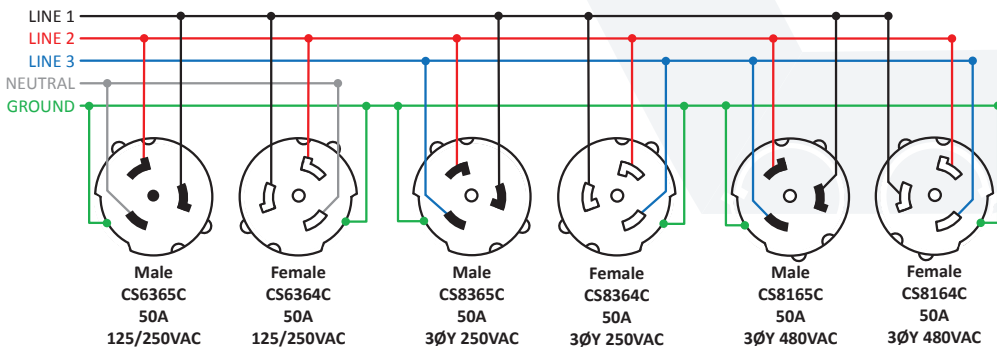 LINE 1
LINE 2
LINE 3
NEUTRAL
GROUND
Male
CS6365C
50A
125/250VAC
Female
CS6364C
50A
125/250VAC
Male
CS8365C
50A
3ØY 250VAC
Female
CS8364C
50A
3ØY 250VAC
Male
CS8165C
50A
3ØY 480VAC
Female
CS8164C
50A
3ØY 480VAC